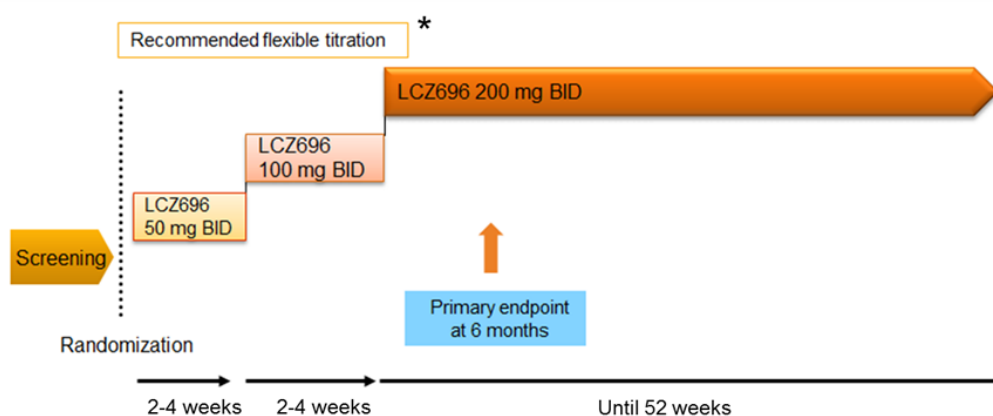 Recommended flexible titration *
LCZ696 200 mg BID
LCZ696
100 mg BID
LCZ696
50 mg BID
Screening
Primary endpoint
at 6 months
Randomization
2-4 weeks
2-4 weeks
Until 52 weeks